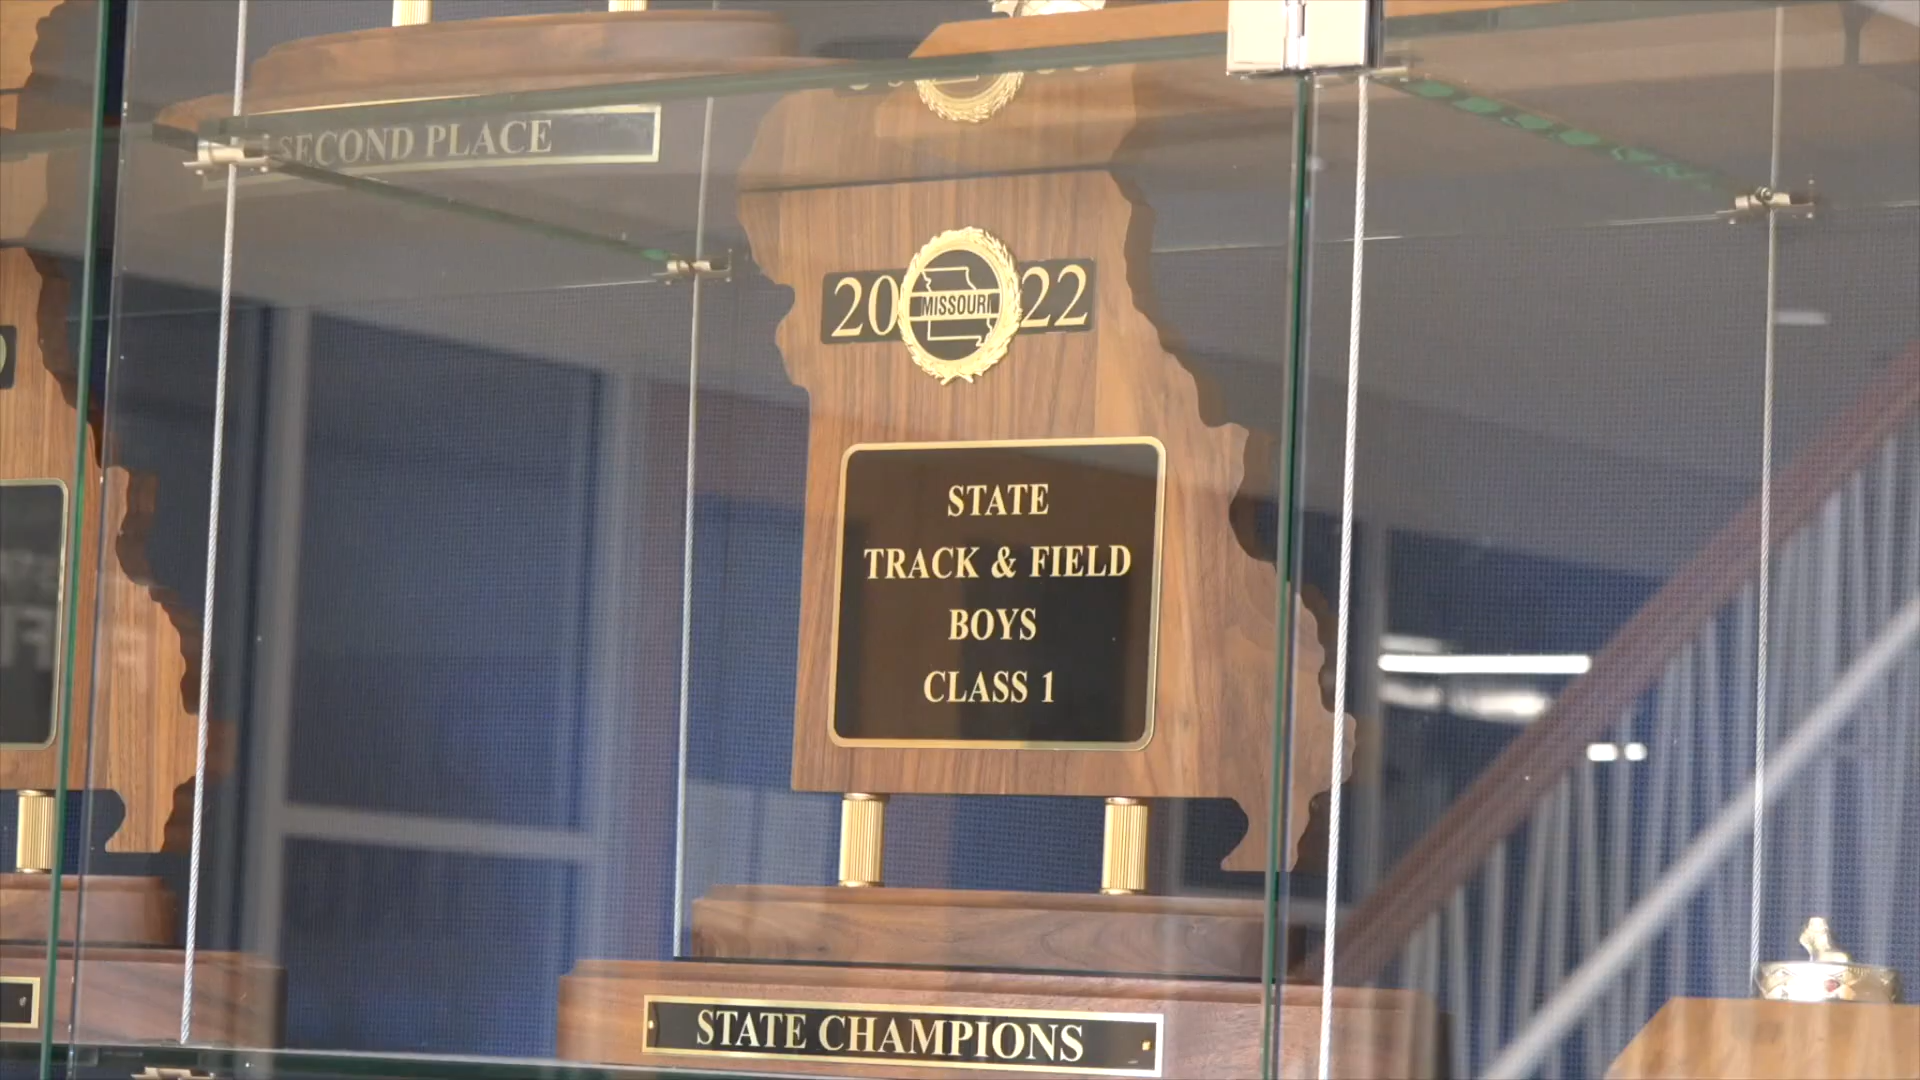 SECOND PLACE
20 MISSOURI 22
STATE
TRACK & FIELD
BOYS
CLASS 1
STATE CHAMPIONS